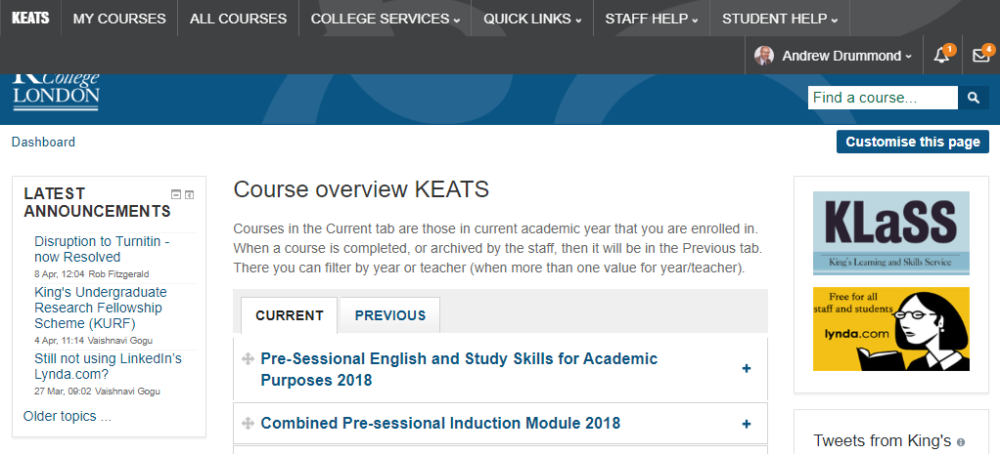 KEATS MY COURSES ALL COURSES COLLEGE SERVICES QUICK LINKS STAFF HELP STUDENT HELP
Andrew Drummond 1 4
College
LONDON
Find a course...
Dashboard
Customise this page
LATEST
ANNOUNCEMENTS
Disruption to Turnitin -
now Resolved
8 Apr, 12:04 Rob Fitzgerald
King's Undergraduate
Research Fellowship
Scheme (KURF)
4 Apr, 11:14 Vaishnavi Gogu
Still not using LinkedIn's
Lynda.com?
27 Mar, 09:02 Vaishnavi Gogu
Older topics ...
Course overview KEATS
Courses in the Current tab are those in current academic year that you are enrolled in.
When a course is completed, or archived by the staff, then it will be in the Previous tab.
There you can filter by year or teacher (when more than one value for year/teacher).
CURRENT PREVIOUS
Pre-Sessional English and Study Skills for Academic
Purposes 2018
Combined Pre-sessional Induction Module 2018
KLaSS
King's Learning and Skills Service
Free for all
staff and students
lynda.com
Tweets from King's